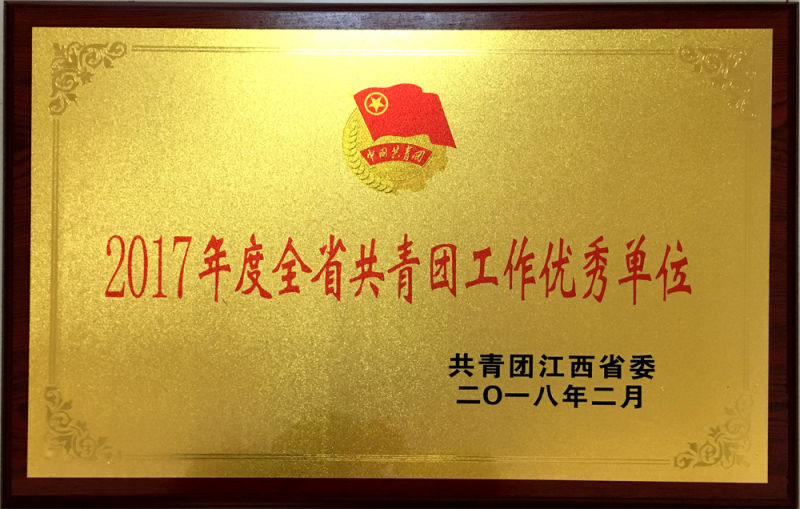 中国共青团
2017年度全省共青团工作优秀单位
共青团江西省委
二〇一八年二月